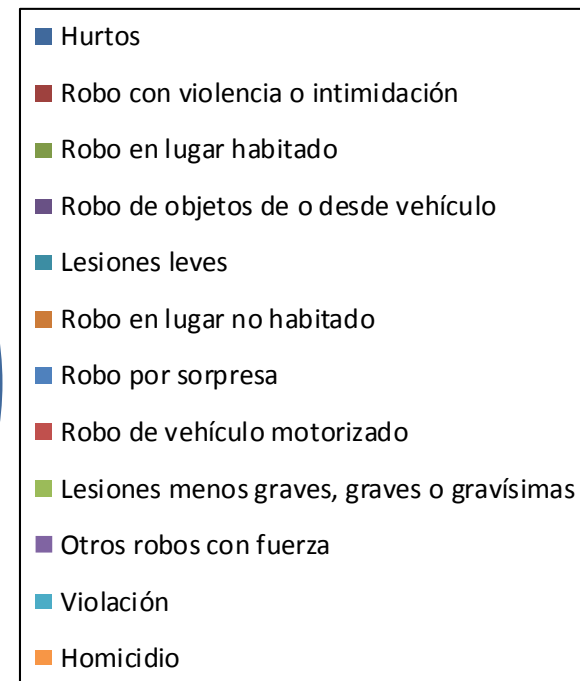 Hurtos
Robo con violencia o intimidación
Robo en lugar habitado
Robo de objetos de o desde vehículo
Lesiones leves
Robo en lugar no habitado
Robo por sorpresa
Robo de vehículo motorizado
Lesiones menos graves, graves o gravísimas
Otros robos con fuerza
Violación
Homicidio